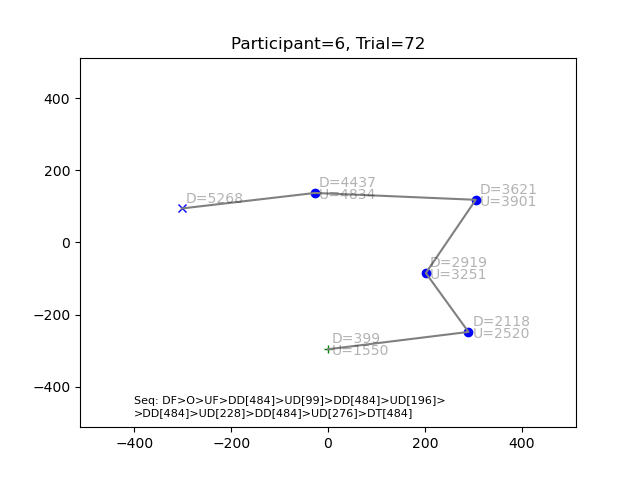 Participant=6, Trial=72
400
200
0
−200
−400
D=4437
U=4834
D=5268
D=3621
U=3901
D=2919
U=3251
D=2118
U=2520
D=399
U=1550
Seq: DF>O>UF>DD[484]>UD[99]>DD[484]>UD[196]>
>DD[484]>UD[228]>DD[484]>UD[276]>DT[484]
−400 −200 0 200 400